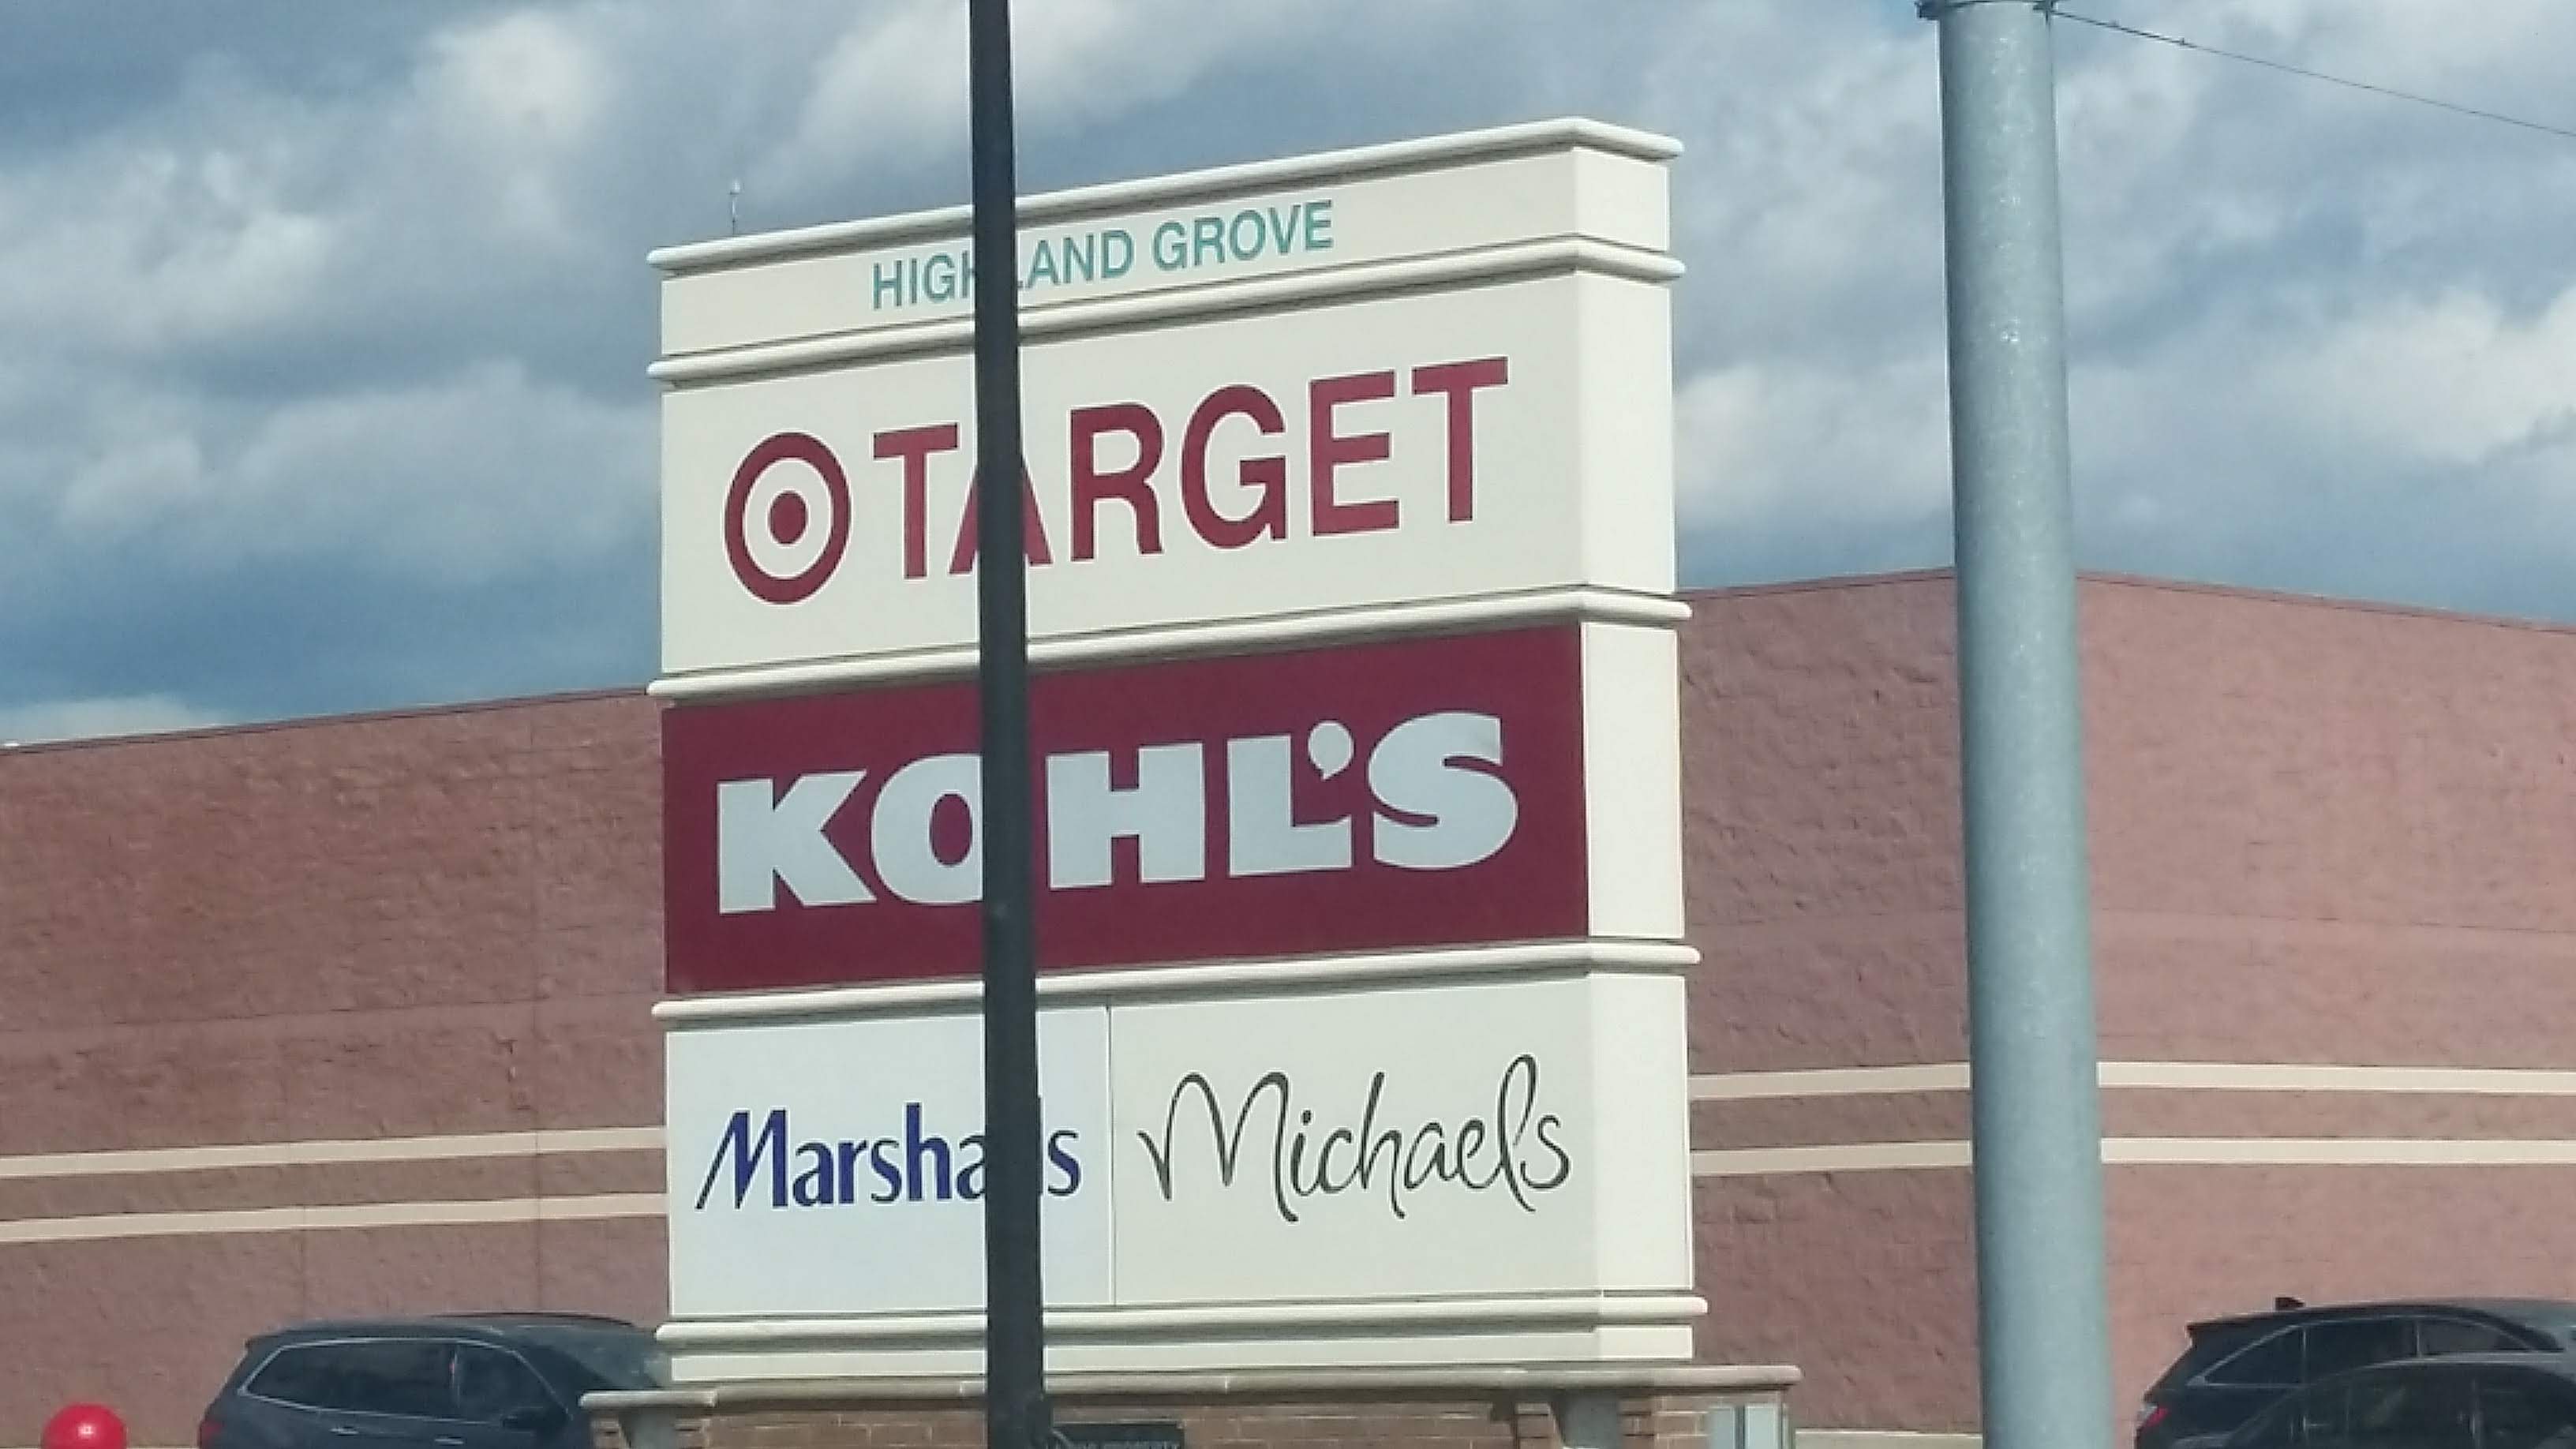 HIGHLAND GROVE
TARGET
KOHL'S
Marshalls
Michaels